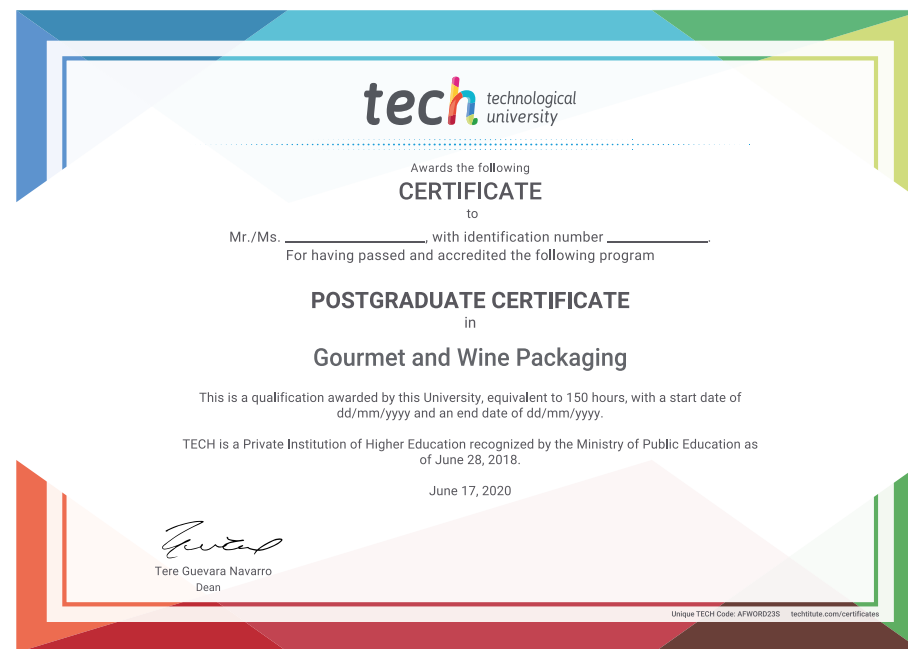 tech technological
university
Awards the following
CERTIFICATE
to
Mr./Ms. ____________________, with identification number ______________.
For having passed and accredited the following program
POSTGRADUATE CERTIFICATE
in
Gourmet and Wine Packaging
This is a qualification awarded by this University, equivalent to 150 hours, with a start date of
dd/mm/yyyy and an end date of dd/mm/yyyy.
TECH is a Private Institution of Higher Education recognized by the Ministry of Public Education as
of June 28, 2018.
June 17, 2020
Tere Guevara Navarro
Dean
Unique TECH Code: AFWORD23S techtitute.com/certificates